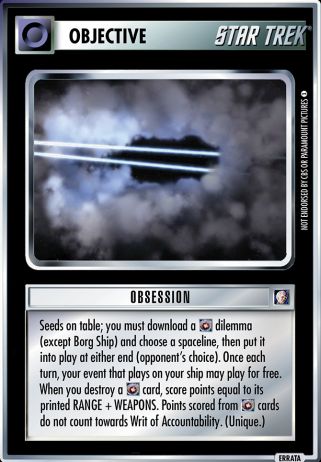 OBJECTIVE
STAR TREK®
NOT ENDORSED BY CBS OR PARAMOUNT PICTURES
OBSESSION
Seeds on table; you must download a dilemma
(except Borg Ship) and choose a spaceline, then put it
into play at either end (opponent's choice). Once each
turn, your event that plays on your ship may play for free.
When you destroy a card, score points equal to its
printed RANGE + WEAPONS. Points scored from cards
do not count towards Writ of Accountability. (Unique.)
ERRATA